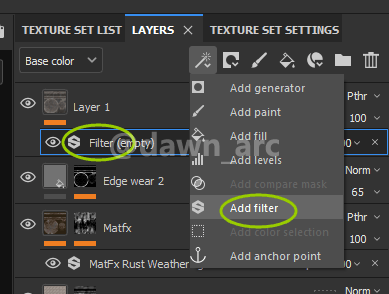 TEXTURE SET LIST LAYERS TEXTURE SET SETTINGS
Base color
Add generator
Layer 1 Pthr
100
Add paint
Add fill
Filter (empty)
@dawn_arc
Add levels
Add compare mask
Edge wear 2 Norm
65
Add filter
Matfx Pthr
100
Add color selection
MatFx Rust Weather
Add anchor point
Norm